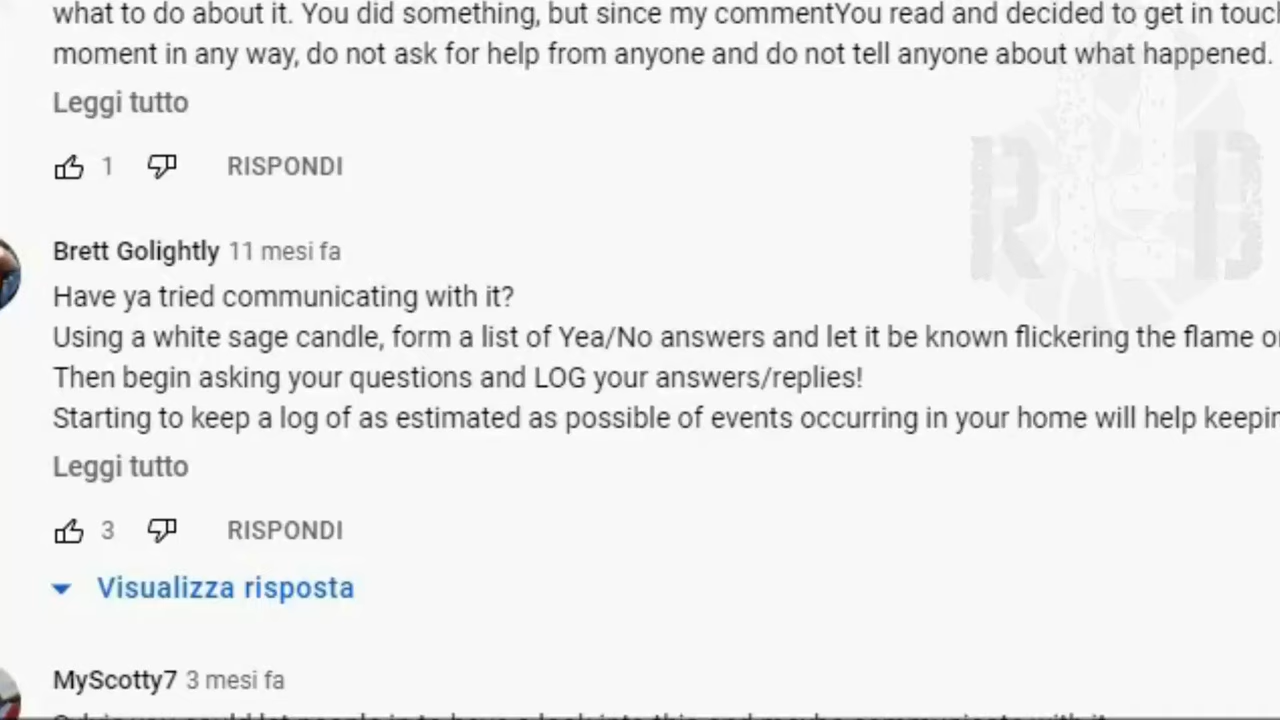 what to do about it. You did something, but since my commentYou read and decided to get in touc
moment in any way, do not ask for help from anyone and do not tell anyone about what happened.
Leggi tutto
1 RISPONDI
R D
Brett Golightly 11 mesi fa
Have ya tried communicating with it?
Using a white sage candle, form a list of Yea/No answers and let it be known flickering the flame o
Then begin asking your questions and LOG your answers/replies!
Starting to keep a log of as estimated as possible of events occurring in your home will help keepin
Leggi tutto
3 RISPONDI
Visualizza risposta
MyScotty7 3 mesi fa